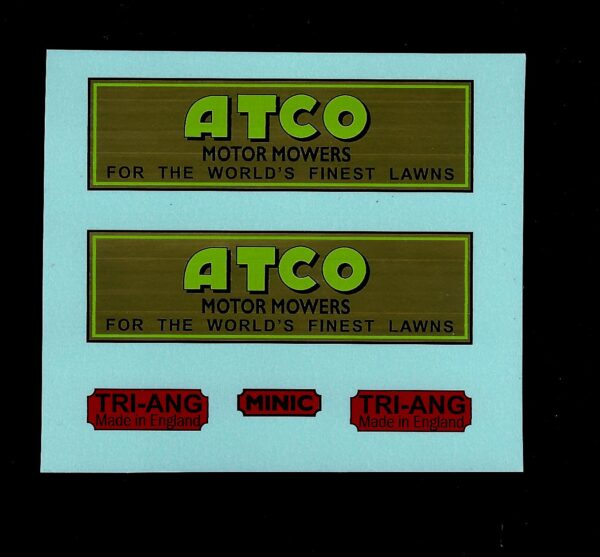 ATCO
MOTOR MOWERS
FOR THE WORLD'S FINEST LAWNS
ATCO
MOTOR MOWERS
FOR THE WORLD'S FINEST LAWNS
TRI-ANG
Made in England
MINIC
TRI-ANG
Made in England